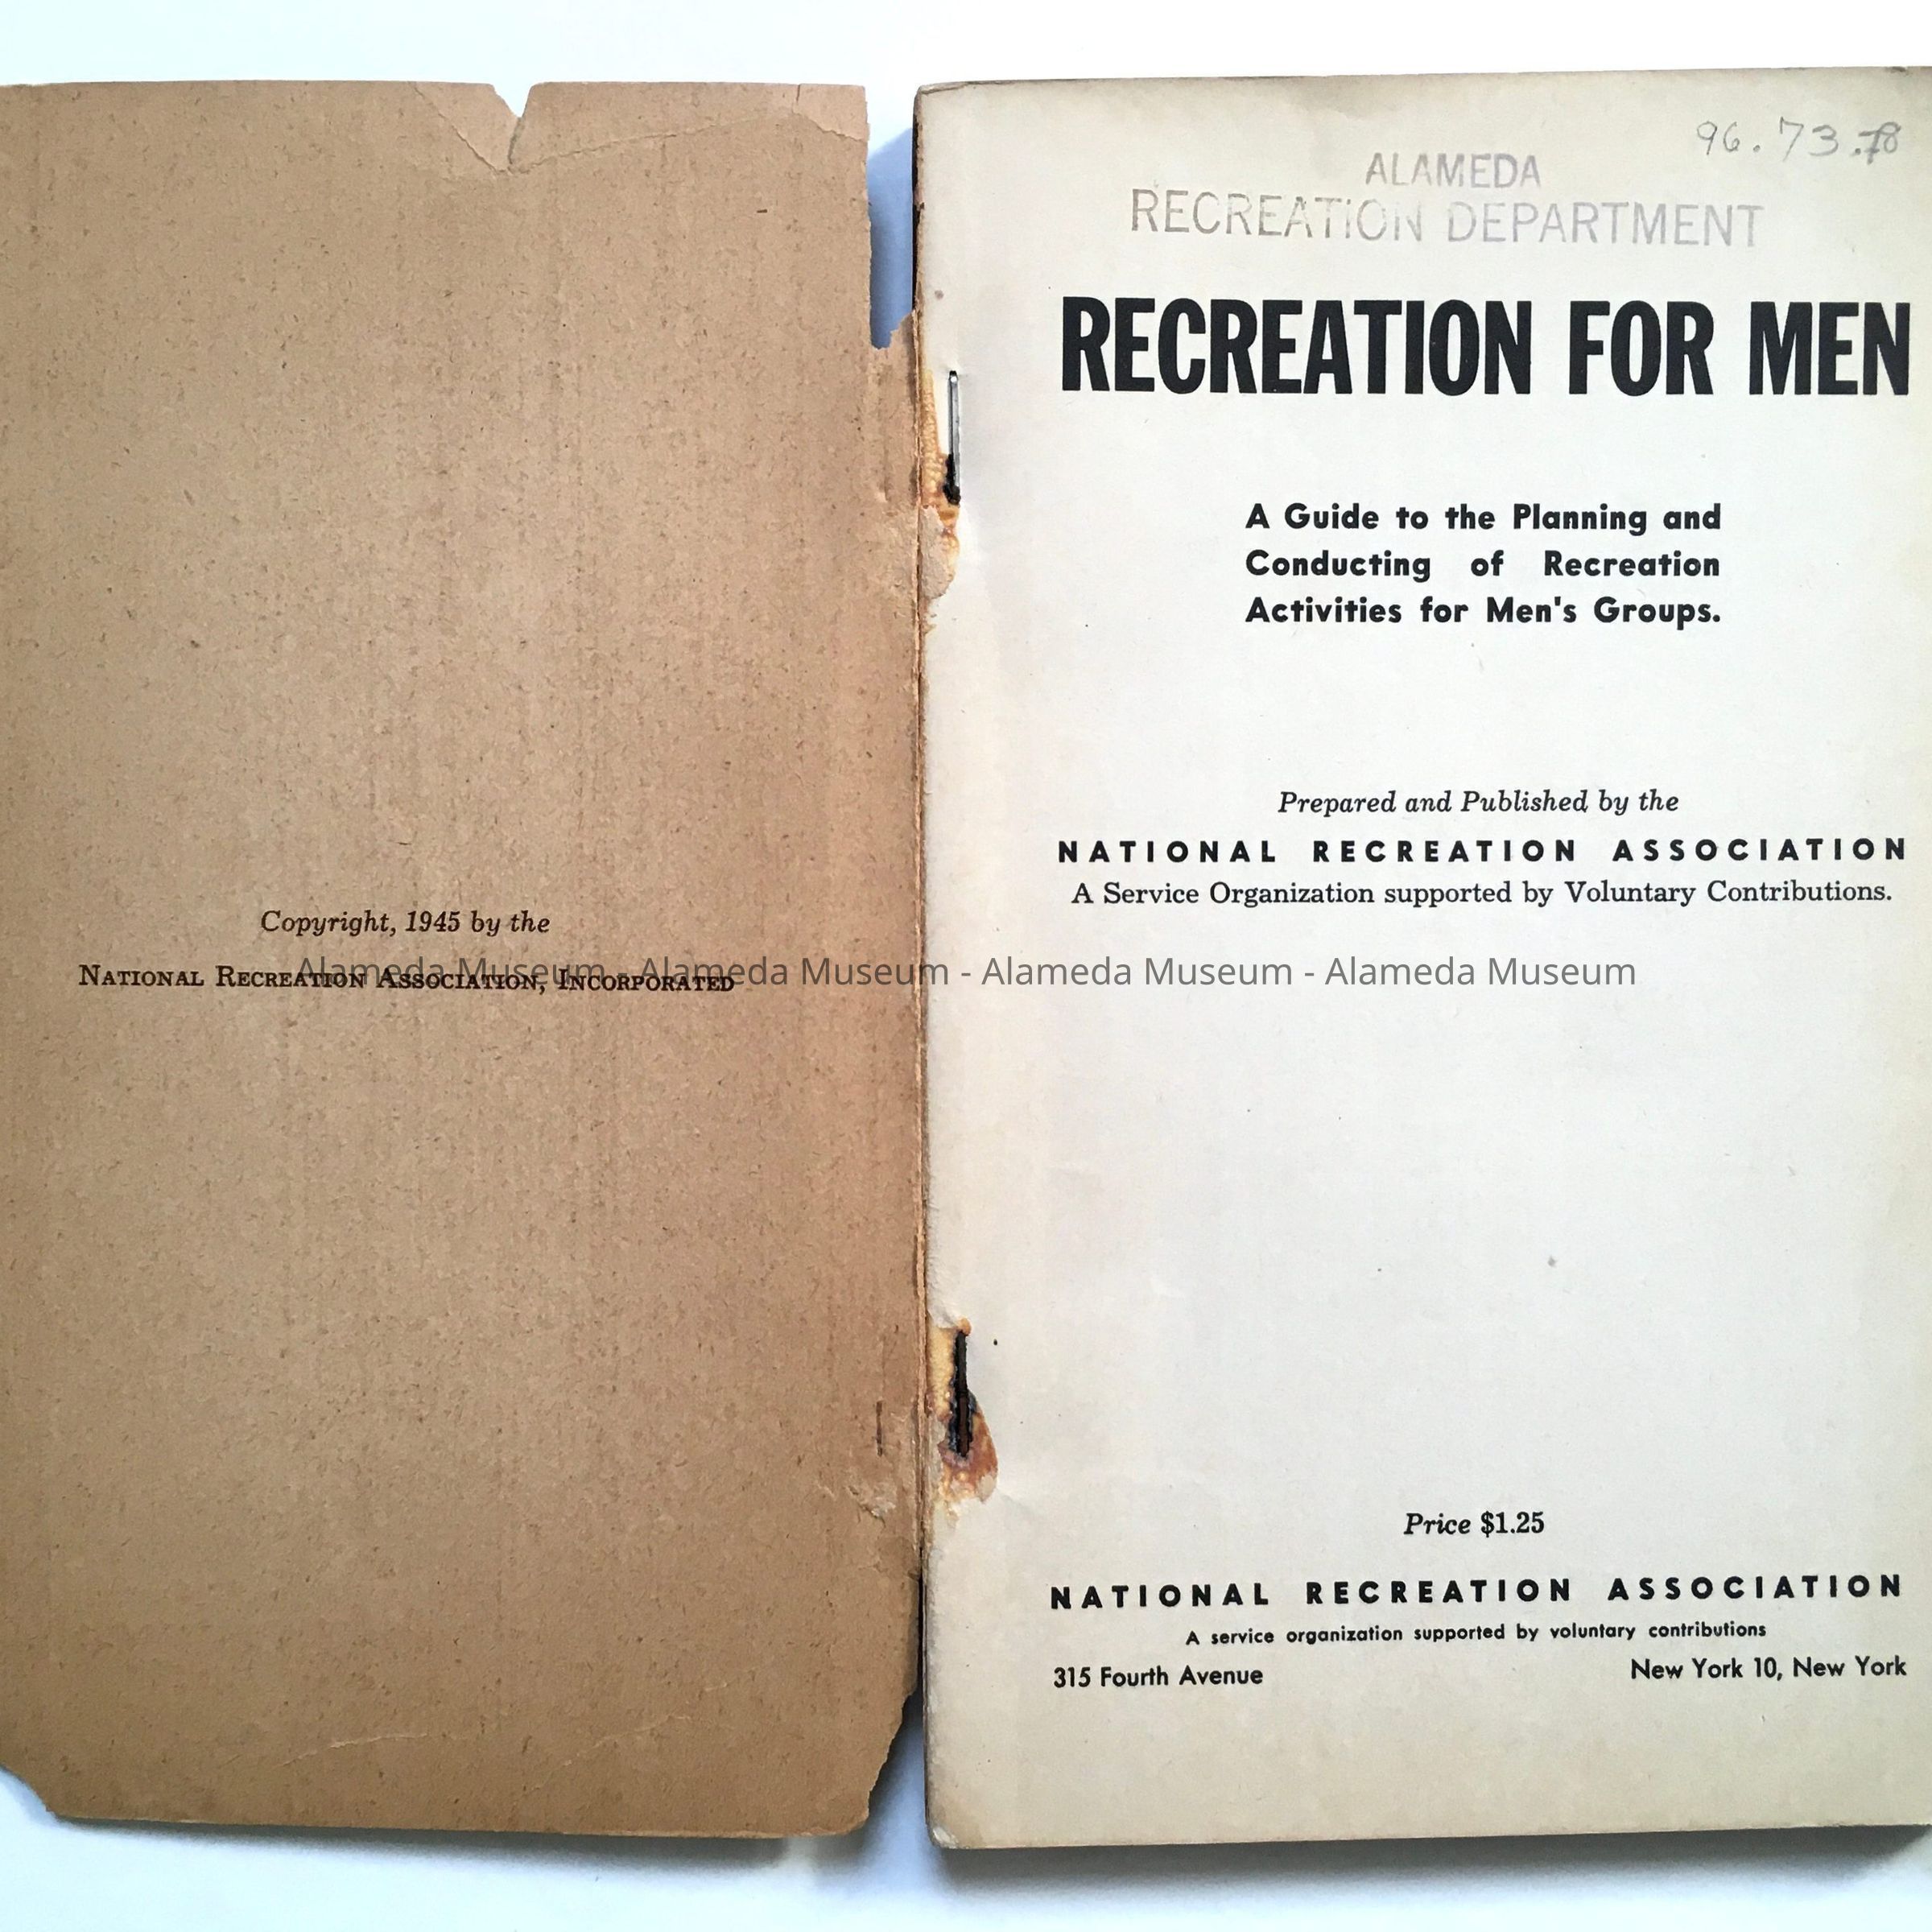 Copyright, 1945 by the
NATIONAL RECREATION ASSOCIATION, INCORPORATED
96.73.
ALAMEDA
RECREATION DEPARTMENT
RECREATION FOR MEN
A Guide to the Planning and
Conducting of Recreation
Activities for Men's Groups.
Prepared and Published by the
NATIONAL RECREATION ASSOCIATION
A Service Organization supported by Voluntary Contributions.
Alameda Museum - Alameda Museum - Alameda Museum - Alameda Museum
Price $1.25
NATIONAL RECREATION ASSOCIATION
A service organization supported by voluntary contributions
315 Fourth Avenue New York 10, New York